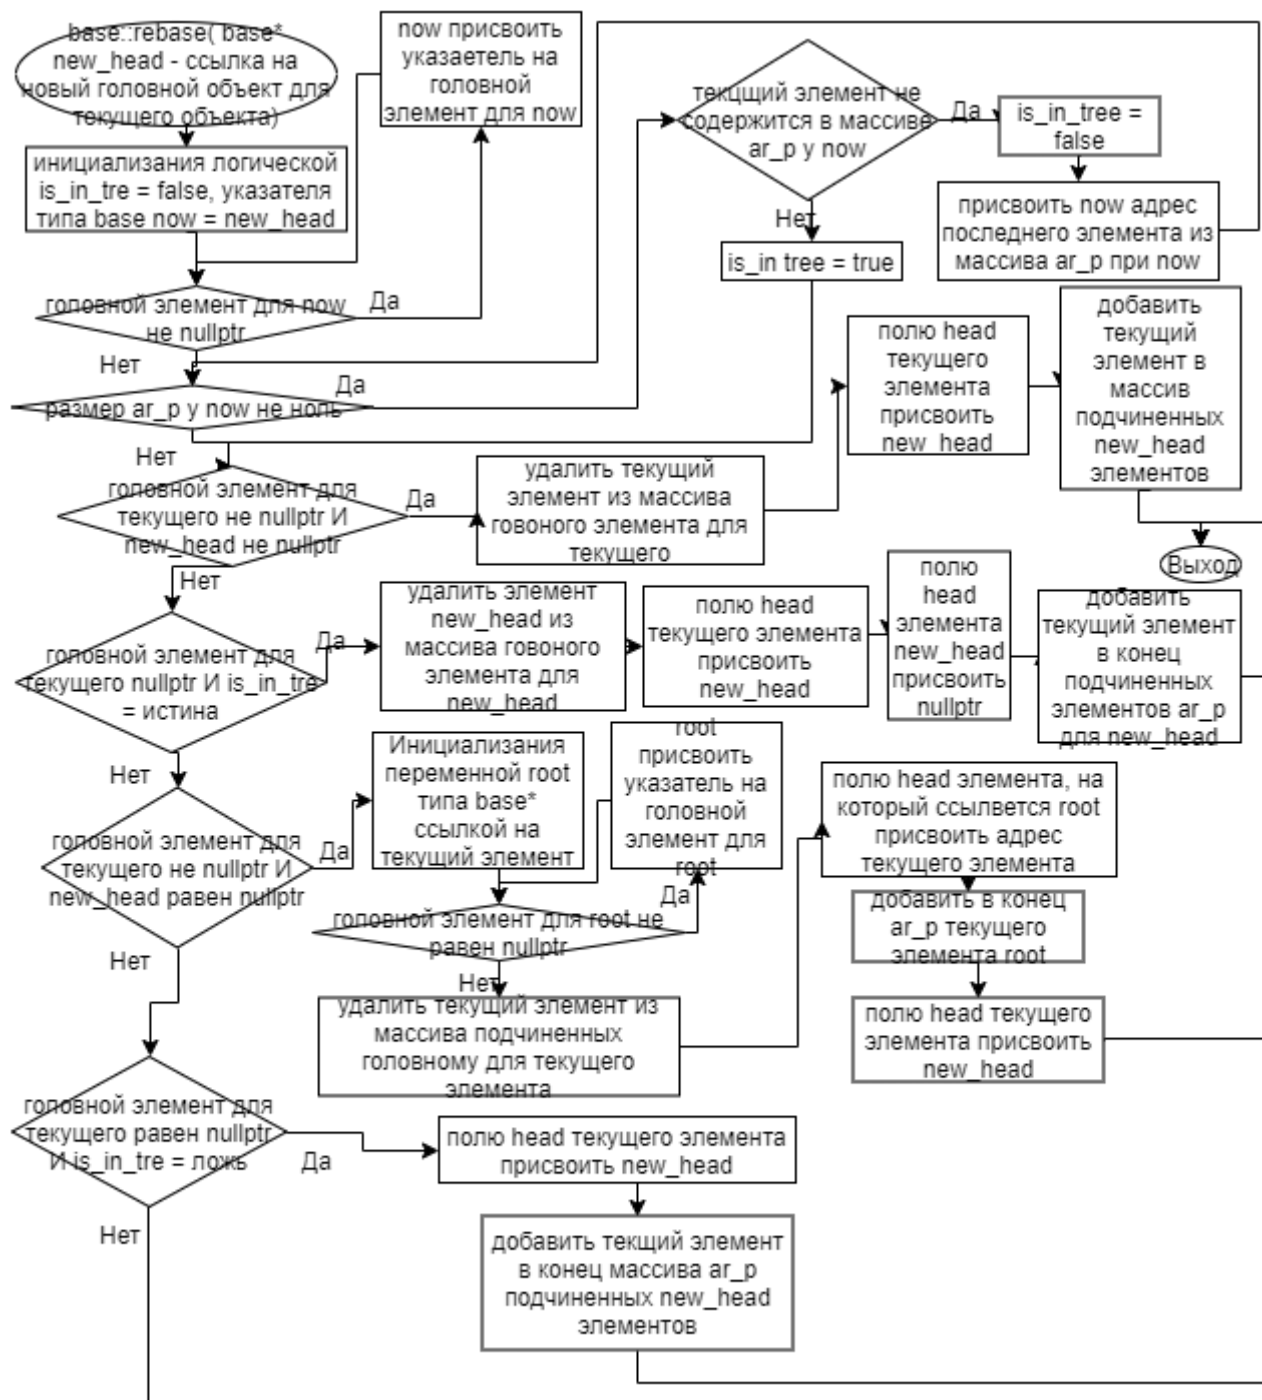 base::rebase( base*
new_head - ссылка на
новый головной объект для
текущего объекта)
now присвоить
указаетель на
головной
элемент для now
текцщий элемент не
содержится в массиве
ar_p у now
Да
is_in_tree =
false
инициализания логической
is_in_tre = false, указателя
типа base now = new_head
присвоить now адрес
последнего элемента из
массива ar_p при now
Нет
is_in tree = true
головной элемент для now
не nullptr
Да
Нет
размер ar_p у now не ноль
Да
Нет
полю head
текущего
элемента
присвоить
new_head
добавить
текущий
элемент в
массив
подчиненных
new_head
элементов
головной элемент для
текущего не nullptr И
new_head не nullptr
Да
удалить текущий
элемент из массива
говоного элемента для
текущего
Выход
Нет
головной элемент для
текущего nullptr И is_in_tre
= истина
Да
удалить элемент
new_head из
массива говоного
элемента для
new_head
полю head
текущего элемента
присвоить
new_head
полю
head
элемента
new_head
присвоить
nullptr
добавить
текущий элемент
в конец
подчиненных
элементов ar_p
для new_head
Нет
головной элемент для
текущего не nullptr И
new_head равен nullptr
Да
Инициализания
переменной root
типа base*
ссылкой на
текущий элемент
root
присвоить
указатель на
головной
элемент для
root
полю head элемента, на
который ссылвется root
присвоить адрес
текущего элемента
головной элемент для root не
равен nullptr
Да
добавить в конец
ar_p текущего
элемента root
Нет
Нет
удалить текущий элемент из
массива подчиненных
головному для текущего
элемента
полю head текущего
элемента присвоить
new_head
головной элемент для
текущего равен nullptr
И is_in_tre = ложь
Да
полю head текущего элемента
присвоить new_head
Нет
добавить текщий элемент
в конец массива ar_p
подчиненных new_head
элементов